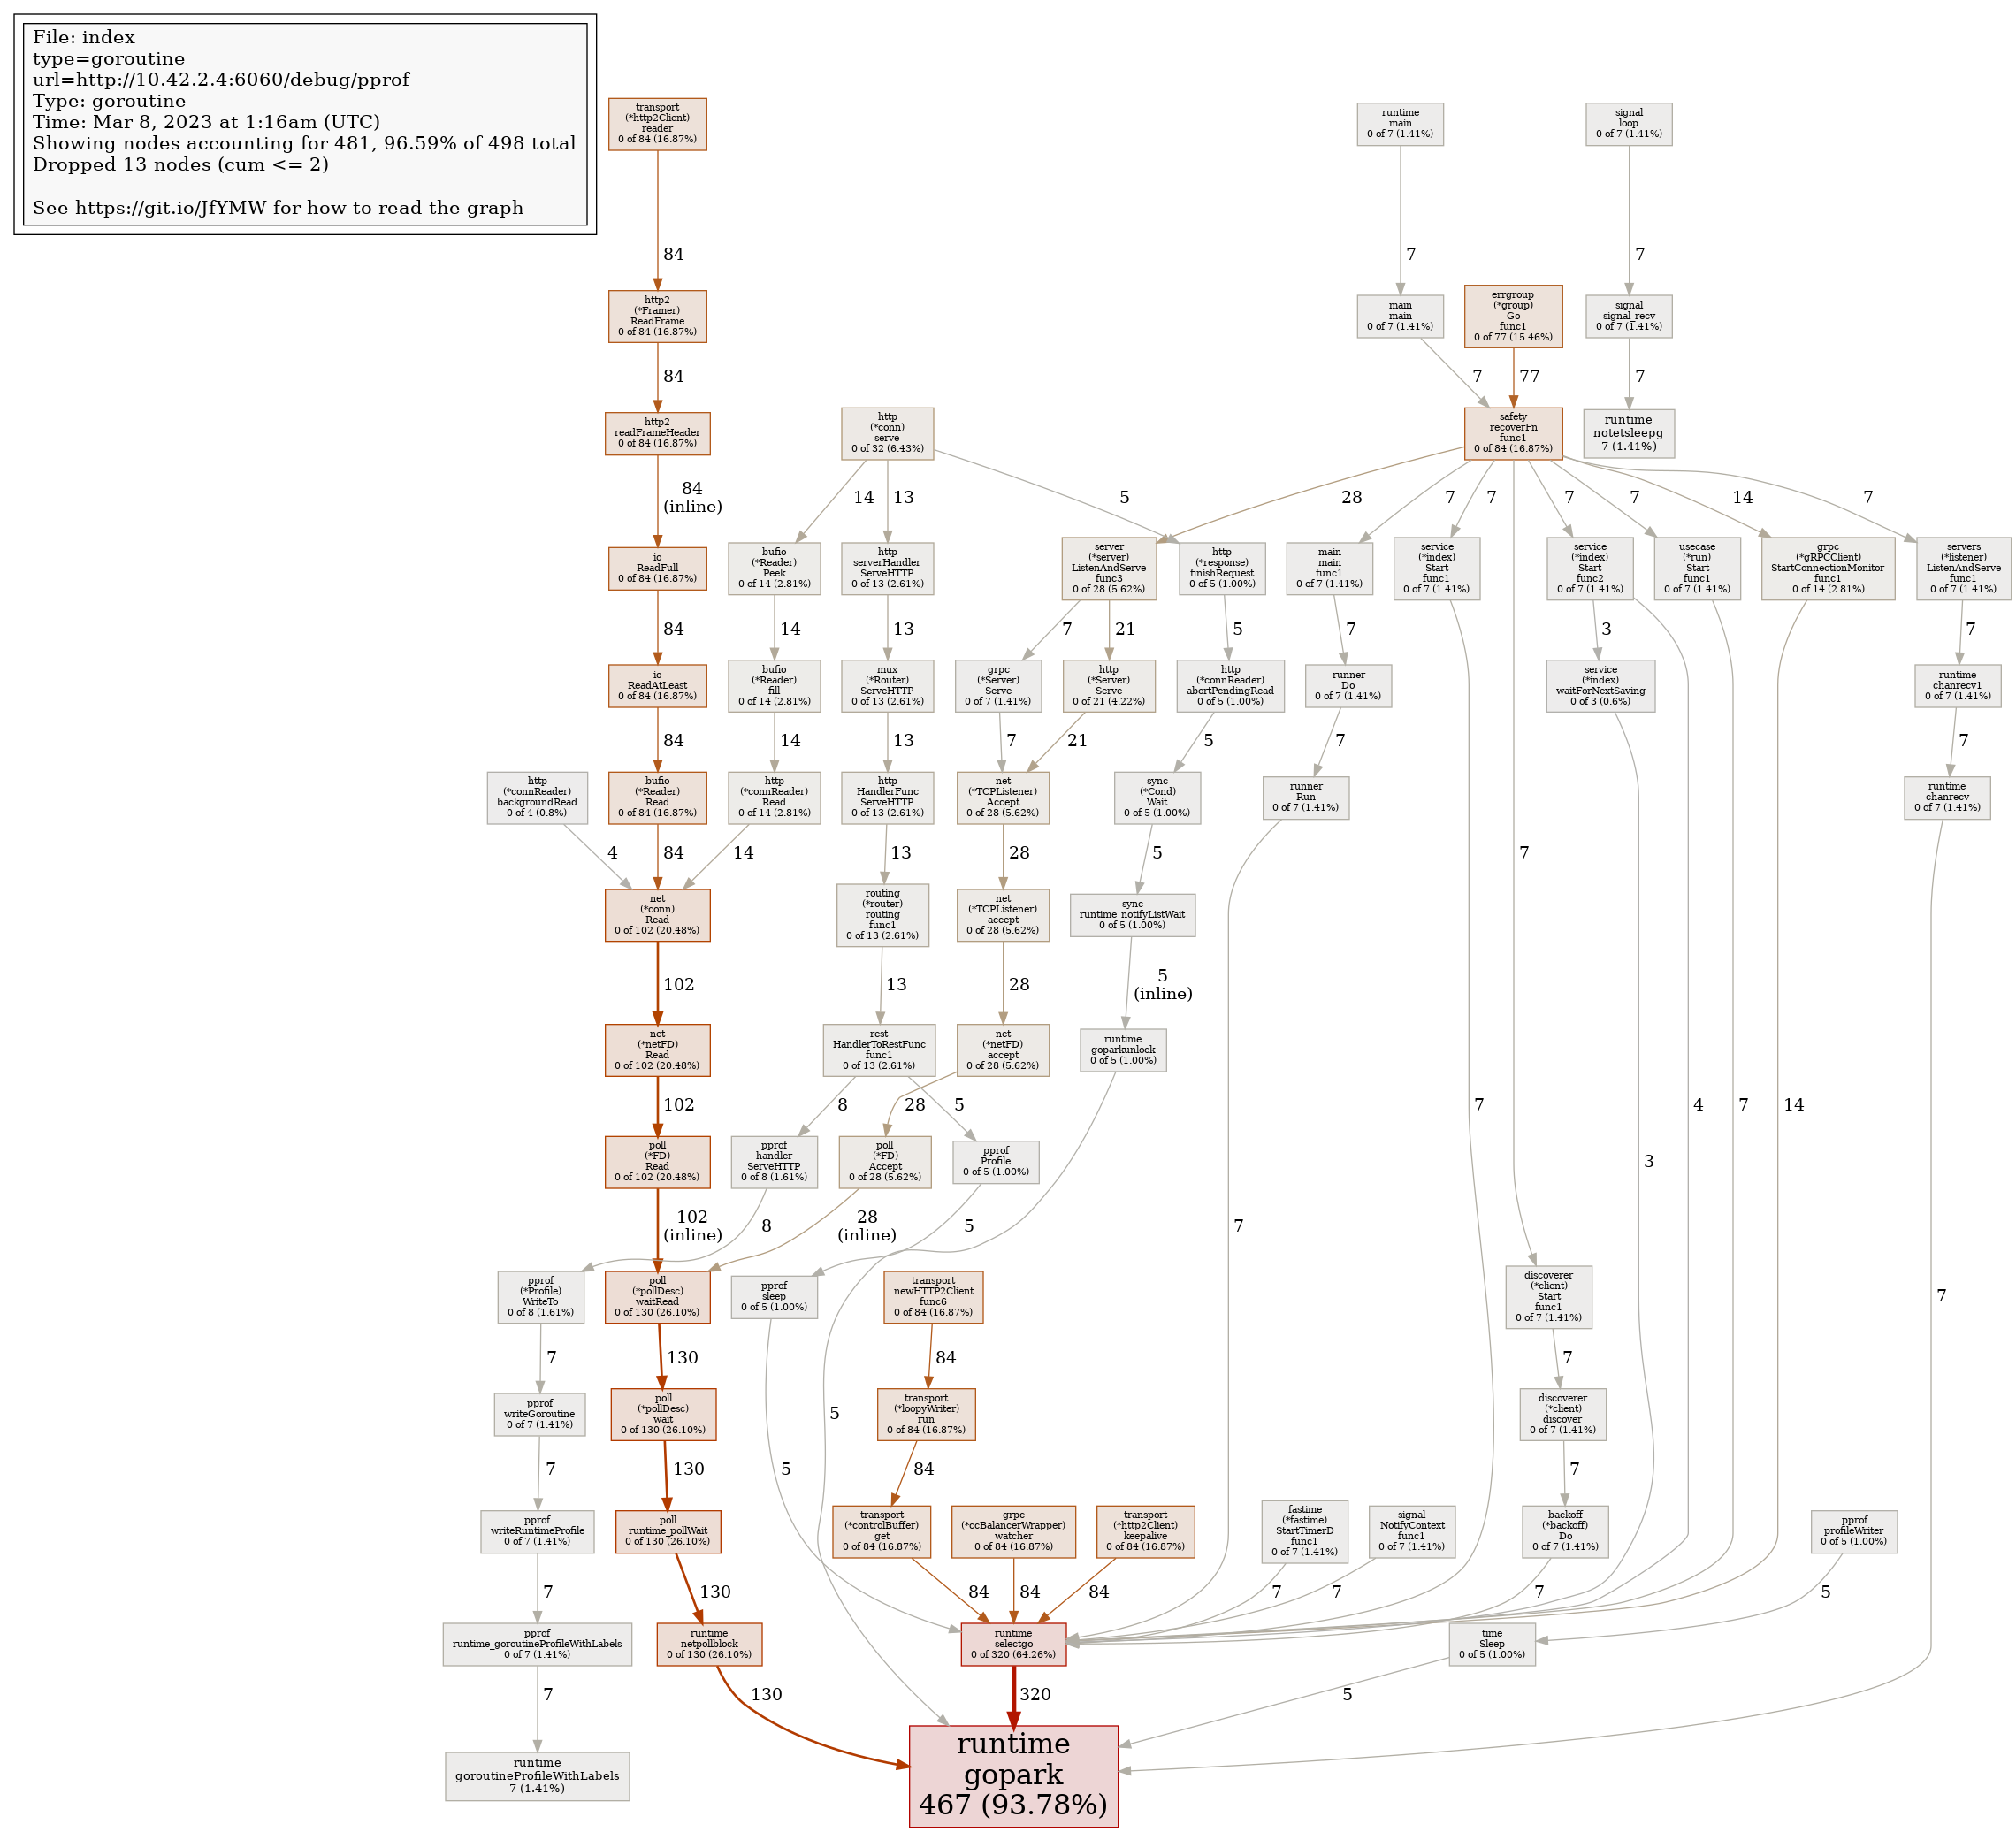 File: index
type=goroutine
url=http://10.42.2.4:6060/debug/pprof
Type: goroutine
Time: Mar 8, 2023 at 1:16am (UTC)
Showing nodes accounting for 481, 96.59% of 498 total
Dropped 13 nodes (cum <= 2)
See https://git.io/JfYMW for how to read the graph
transport
(*http2Client)
reader
0 of 84 (16.87%)
runtime
main
0 of 7 (1.41%)
signal
loop
0 of 7 (1.41%)
84
7
7
http2
(*Framer)
ReadFrame
0 of 84 (16.87%)
main
main
0 of 7 (1.41%)
errgroup
(*group)
Go
func1
0 of 77 (15.46%)
signal
signal_recv
0 of 7 (1.41%)
84
7
77
7
http2
readFrameHeader
0 of 84 (16.87%)
http
(*conn)
serve
0 of 32 (6.43%)
safety
recoverFn
func1
0 of 84 (16.87%)
runtime
notetsleepg
7 (1.41%)
84
(inline)
14
13
5
28
7
7
7
7
14
7
io
ReadFull
0 of 84 (16.87%)
bufio
(*Reader)
Peek
0 of 14 (2.81%)
http
serverHandler
ServeHTTP
0 of 13 (2.61%)
server
(*server)
ListenAndServe
func3
0 of 28 (5.62%)
http
(*response)
finishRequest
0 of 5 (1.00%)
main
main
func1
0 of 7 (1.41%)
service
(*index)
Start
func1
0 of 7 (1.41%)
service
(*index)
Start
func2
0 of 7 (1.41%)
usecase
(*run)
Start
func1
0 of 7 (1.41%)
grpc
(*gRPCClient)
StartConnectionMonitor
func1
0 of 14 (2.81%)
servers
(*listener)
ListenAndServe
func1
0 of 7 (1.41%)
84
14
13
7
21
5
7
3
7
io
ReadAtLeast
0 of 84 (16.87%)
bufio
(*Reader)
fill
0 of 14 (2.81%)
mux
(*Router)
ServeHTTP
0 of 13 (2.61%)
grpc
(*Server)
Serve
0 of 7 (1.41%)
http
(*Server)
Serve
0 of 21 (4.22%)
http
(*connReader)
abortPendingRead
0 of 5 (1.00%)
runner
Do
0 of 7 (1.41%)
service
(*index)
waitForNextSaving
0 of 3 (0.6%)
runtime
chanrecv1
0 of 7 (1.41%)
84
14
13
7
21
5
7
7
http
(*connReader)
backgroundRead
0 of 4 (0.8%)
bufio
(*Reader)
Read
0 of 84 (16.87%)
http
(*connReader)
Read
0 of 14 (2.81%)
http
HandlerFunc
ServeHTTP
0 of 13 (2.61%)
net
(*TCPListener)
Accept
0 of 28 (5.62%)
sync
(*Cond)
Wait
0 of 5 (1.00%)
runner
Run
0 of 7 (1.41%)
runtime
chanrecv
0 of 7 (1.41%)
4
84
14
13
28
5
7
net
(*conn)
Read
0 of 102 (20.48%)
routing
(*router)
routing
func1
0 of 13 (2.61%)
net
(*TCPListener)
accept
0 of 28 (5.62%)
sync
runtime_notifyListWait
0 of 5 (1.00%)
102
13
28
5
(inline)
net
(*netFD)
Read
0 of 102 (20.48%)
rest
HandlerToRestFunc
func1
0 of 13 (2.61%)
net
(*netFD)
accept
0 of 28 (5.62%)
runtime
goparkunlock
0 of 5 (1.00%)
102
8
28
5
7
4
7
14
poll
(*FD)
Read
0 of 102 (20.48%)
pprof
handler
ServeHTTP
0 of 8 (1.61%)
poll
(*FD)
Accept
0 of 28 (5.62%)
pprof
Profile
0 of 5 (1.00%)
3
102
(inline)
8
28
(inline)
5
7
pprof
(*Profile)
WriteTo
0 of 8 (1.61%)
poll
(*pollDesc)
waitRead
0 of 130 (26.10%)
pprof
sleep
0 of 5 (1.00%)
transport
newHTTP2Client
func6
0 of 84 (16.87%)
discoverer
(*client)
Start
func1
0 of 7 (1.41%)
7
7
130
84
7
pprof
writeGoroutine
0 of 7 (1.41%)
poll
(*pollDesc)
wait
0 of 130 (26.10%)
5
transport
(*loopyWriter)
run
0 of 84 (16.87%)
discoverer
(*client)
discover
0 of 7 (1.41%)
7
130
5
84
7
pprof
writeRuntimeProfile
0 of 7 (1.41%)
poll
runtime_pollWait
0 of 130 (26.10%)
transport
(*controlBuffer)
get
0 of 84 (16.87%)
grpc
(*ccBalancerWrapper)
watcher
0 of 84 (16.87%)
transport
(*http2Client)
keepalive
0 of 84 (16.87%)
fastime
(*fastime)
StartTimerD
func1
0 of 7 (1.41%)
signal
NotifyContext
func1
0 of 7 (1.41%)
backoff
(*backoff)
Do
0 of 7 (1.41%)
pprof
profileWriter
0 of 5 (1.00%)
7
130
84
84
84
7
7
7
5
pprof
runtime_goroutineProfileWithLabels
0 of 7 (1.41%)
runtime
netpollblock
0 of 130 (26.10%)
runtime
selectgo
0 of 320 (64.26%)
time
Sleep
0 of 5 (1.00%)
7
130
320
5
runtime
goroutineProfileWithLabels
7 (1.41%)
runtime
gopark
467 (93.78%)